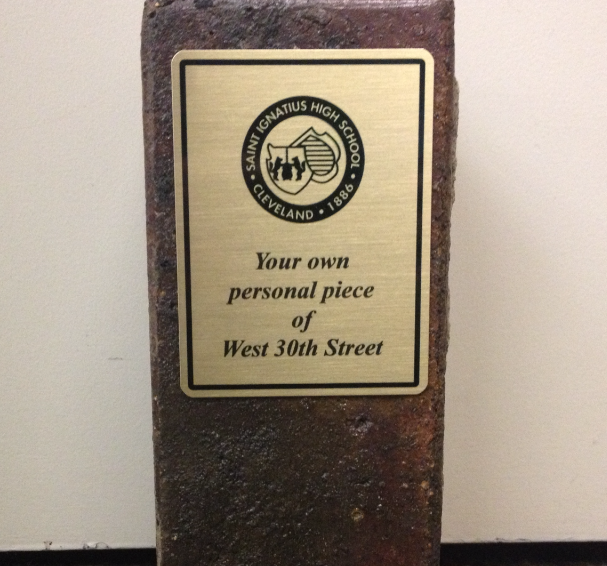 SAINT IGNATIUS HIGH SCHOOL
• CLEVELAND • 1886 •
Your own
personal piece
of
West 30th Street